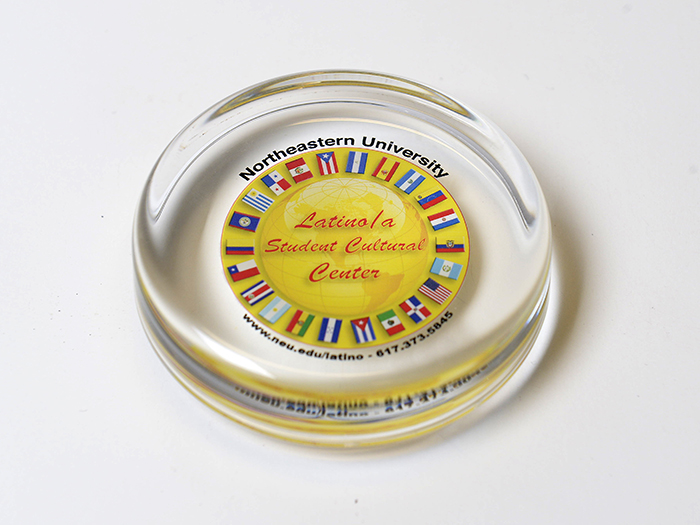 Northeastern University
Latino/a
Student Cultural
Center
www.neu.edu/latino - 617.373.5845